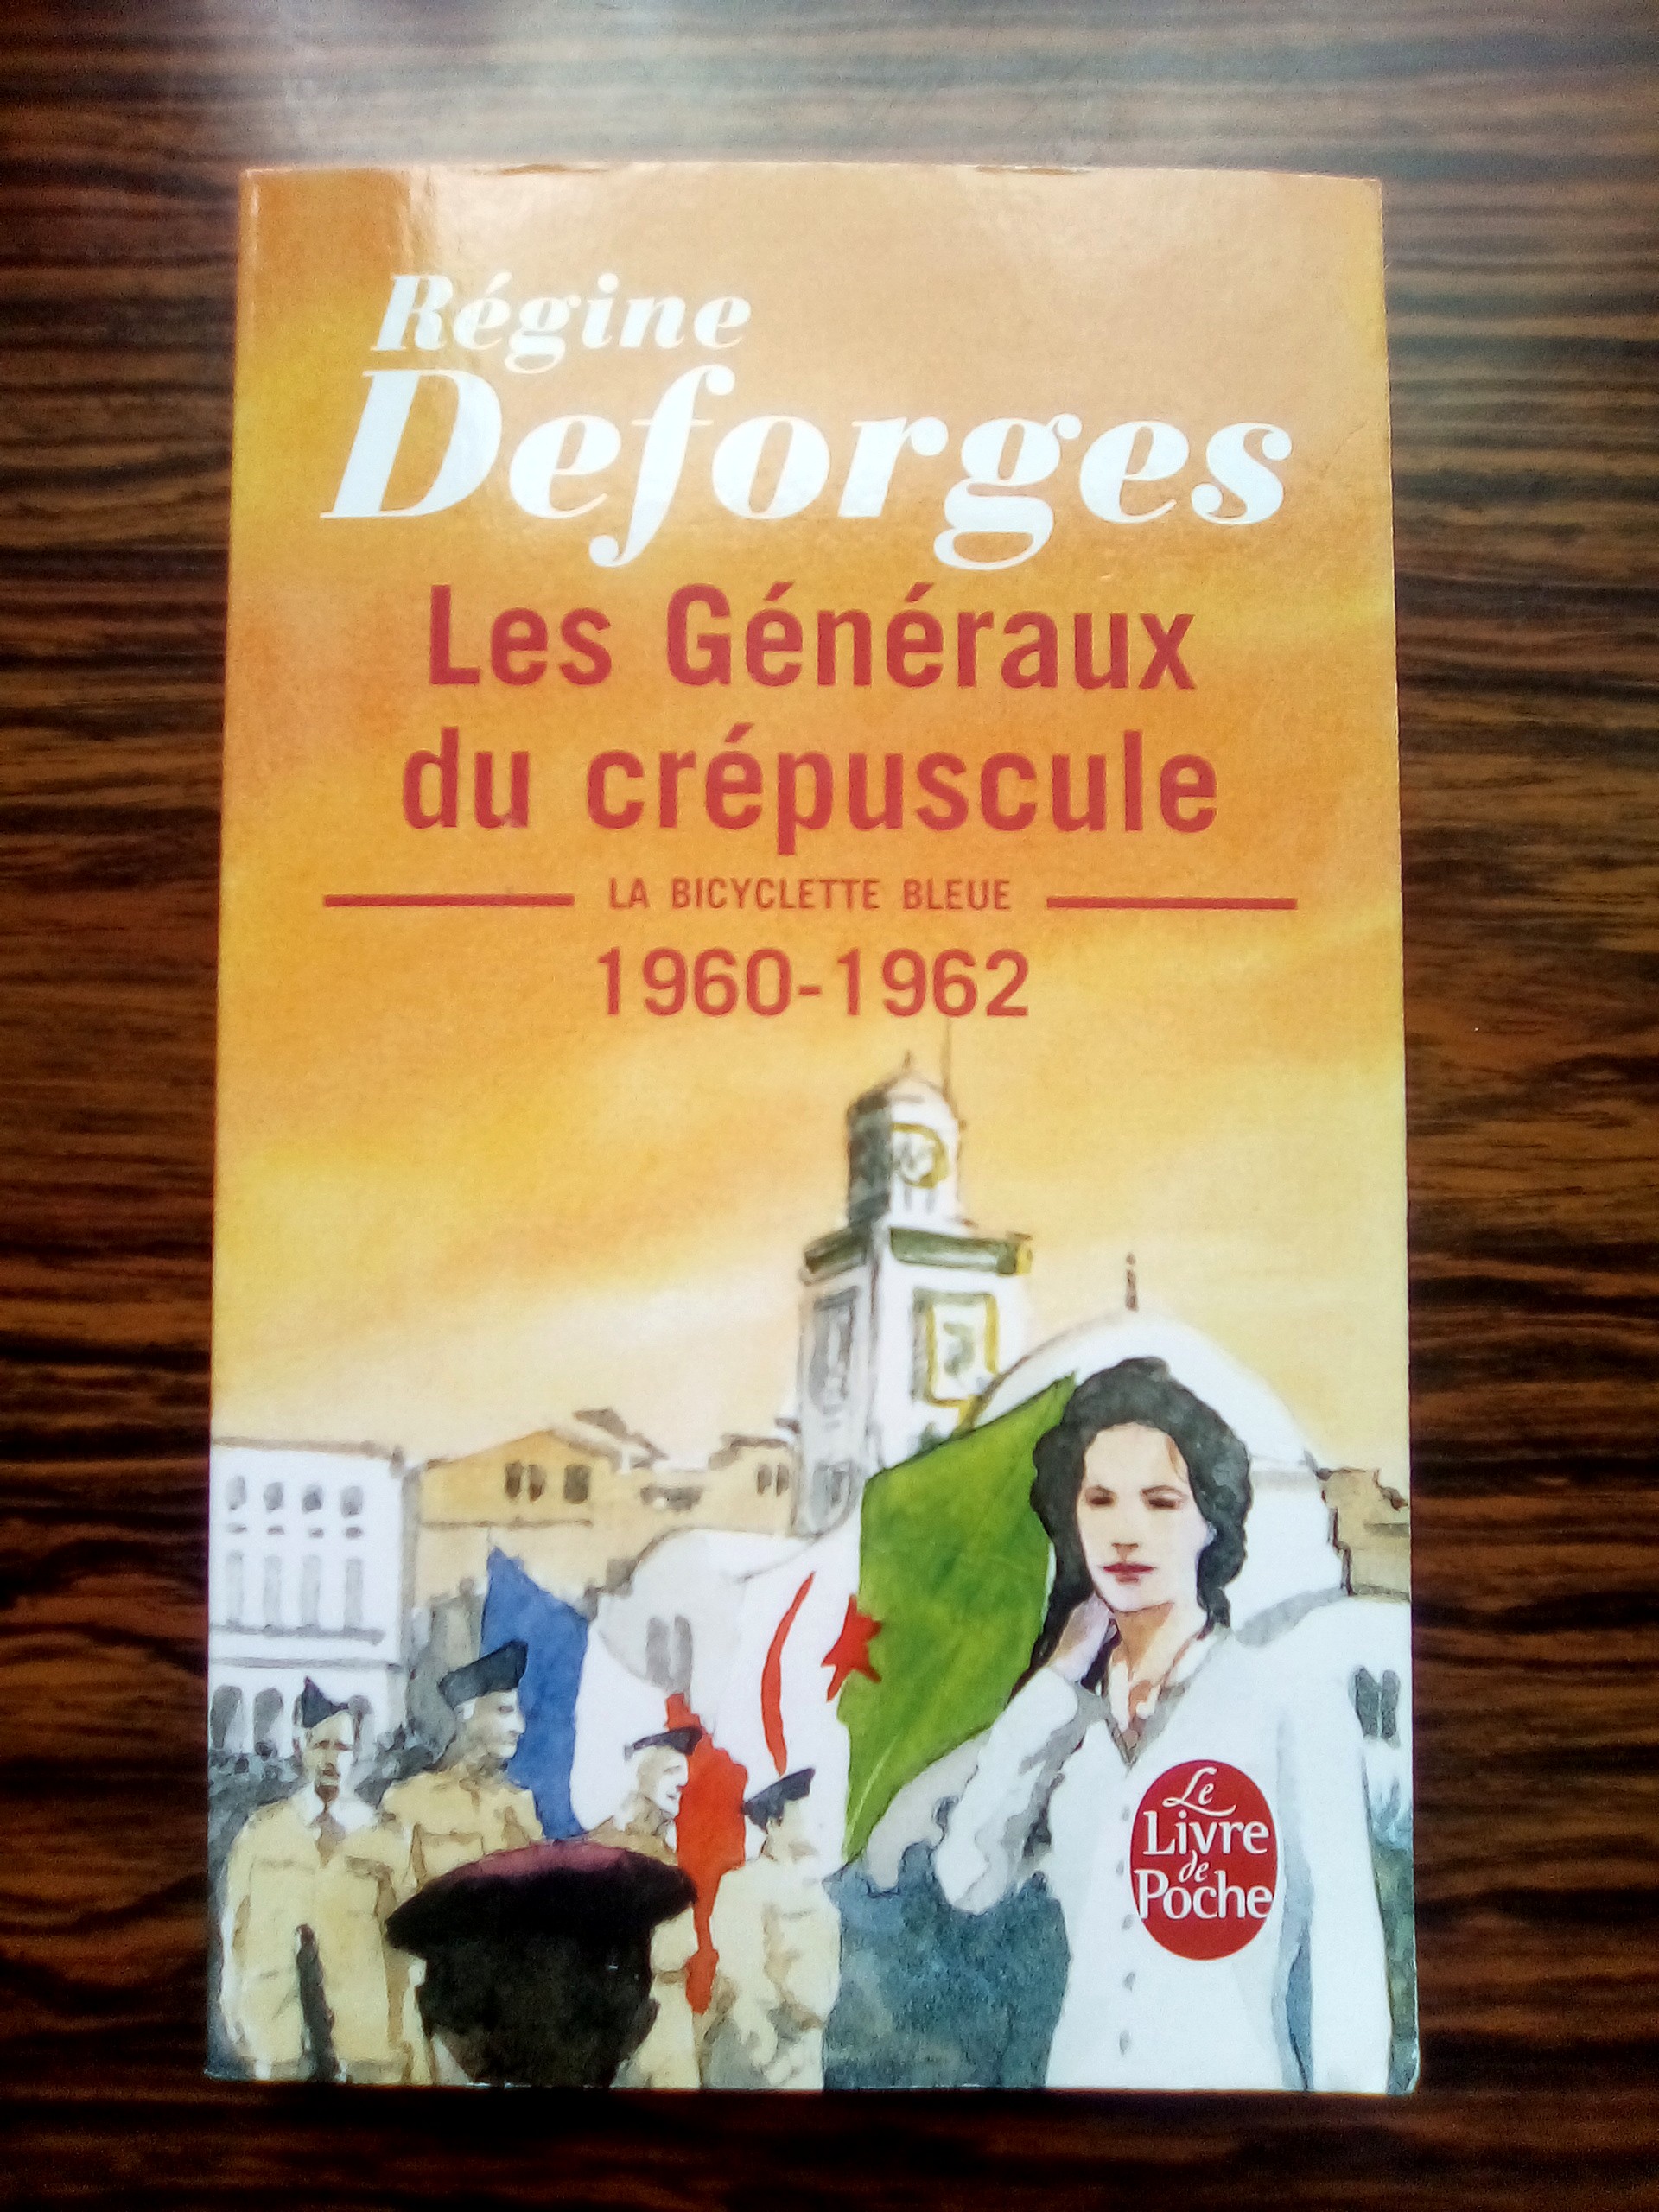 Régine
Deforges
Les Généraux
du crépuscule
LA BICYCLETTE BLEUE
1960-1962
Le
Livre
de
Poche